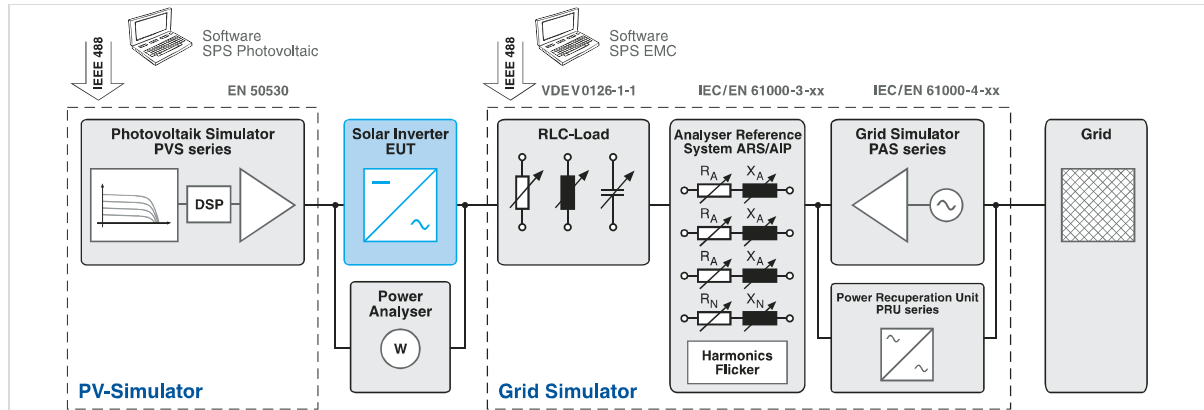 Software
SPS Photovoltaic
IEEE 488
EN 50530
Photovoltaik Simulator
PVS series
DSP
PV-Simulator
Solar Inverter
EUT
Power
Analyser
W
Software
SPS EMC
IEEE 488
VDEV0126-1-1
IEC/EN 61000-3-xx
IEC/EN 61000-4-xx
RLC-Load
Analyser Reference
System ARS/AIP
RA XA
RA XA
RA XA
RN XN
Harmonics
Flicker
Grid Simulator
PAS series
Power Recuperation Unit
PRU series
Grid Simulator
Grid